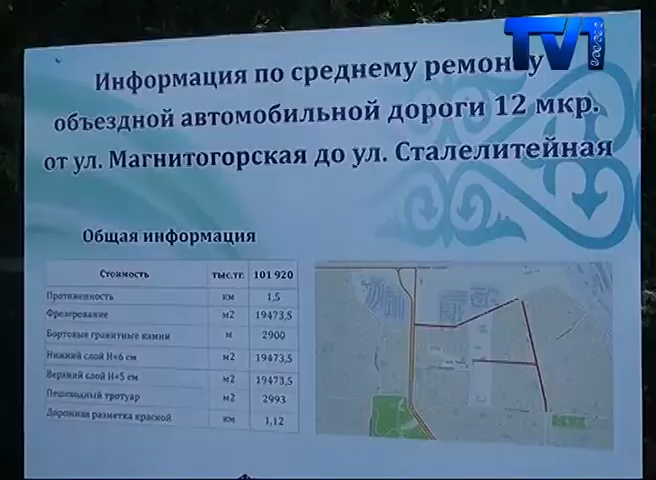 TV1
Информация по среднему ремонту
объездной автомобильной дороги 12 мкр.
от ул. Магнитогорская до ул. Сталелитейная
Общая информация
Стоимость тыс.тг. 101 920
Протяженность км 1,5
Фрезерование м2 19473,5
Бортовые гранитные камни м 2900
Нижний слой Н=6 см м2 19473,5
Верхний слой Н=5 см м2 19473,5
Пешеходный тротуар м2 2993
Дорожная разметка краской км 1,12